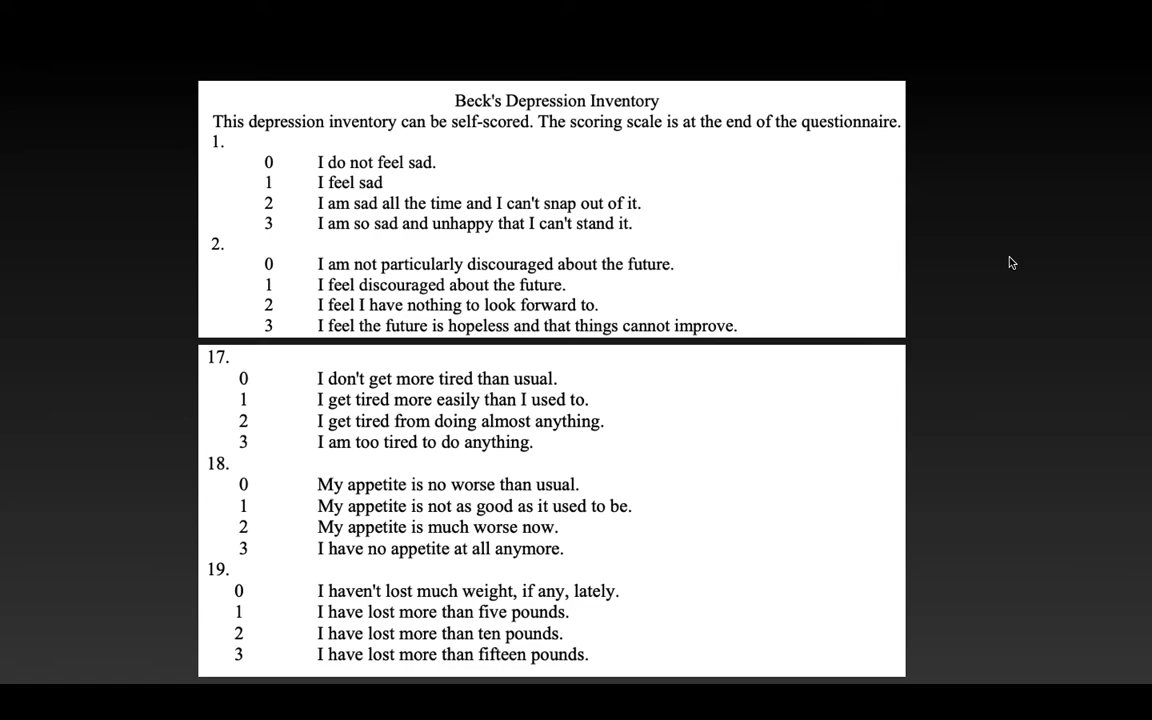 Beck's Depression Inventory
This depression inventory can be self-scored. The scoring scale is at the end of the questionnaire.
1.
0 I do not feel sad.
1 I feel sad
2 I am sad all the time and I can't snap out of it.
3 I am so sad and unhappy that I can't stand it.
2.
0 I am not particularly discouraged about the future.
1 I feel discouraged about the future.
2 I feel I have nothing to look forward to.
3 I feel the future is hopeless and that things cannot improve.
17.
0 I don't get more tired than usual.
1 I get tired more easily than I used to.
2 I get tired from doing almost anything.
3 I am too tired to do anything.
18.
0 My appetite is no worse than usual.
1 My appetite is not as good as it used to be.
2 My appetite is much worse now.
3 I have no appetite at all anymore.
19.
0 I haven't lost much weight, if any, lately.
1 I have lost more than five pounds.
2 I have lost more than ten pounds.
3 I have lost more than fifteen pounds.